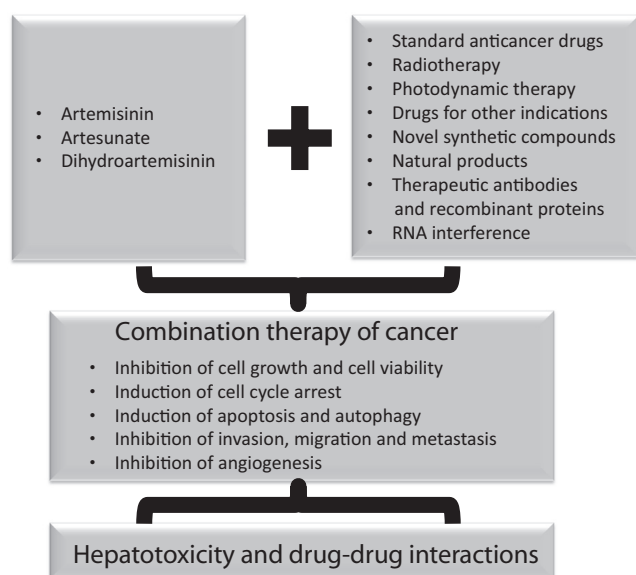 • Artemisinin
• Artesunate
• Dihydroartemisinin
• Standard anticancer drugs
• Radiotherapy
• Photodynamic therapy
• Drugs for other indications
• Novel synthetic compounds
• Natural products
• Therapeutic antibodies
and recombinant proteins
• RNA interference
Combination therapy of cancer
• Inhibition of cell growth and cell viability
• Induction of cell cycle arrest
• Induction of apoptosis and autophagy
• Inhibition of invasion, migration and metastasis
• Inhibition of angiogenesis
Hepatotoxicity and drug-drug interactions